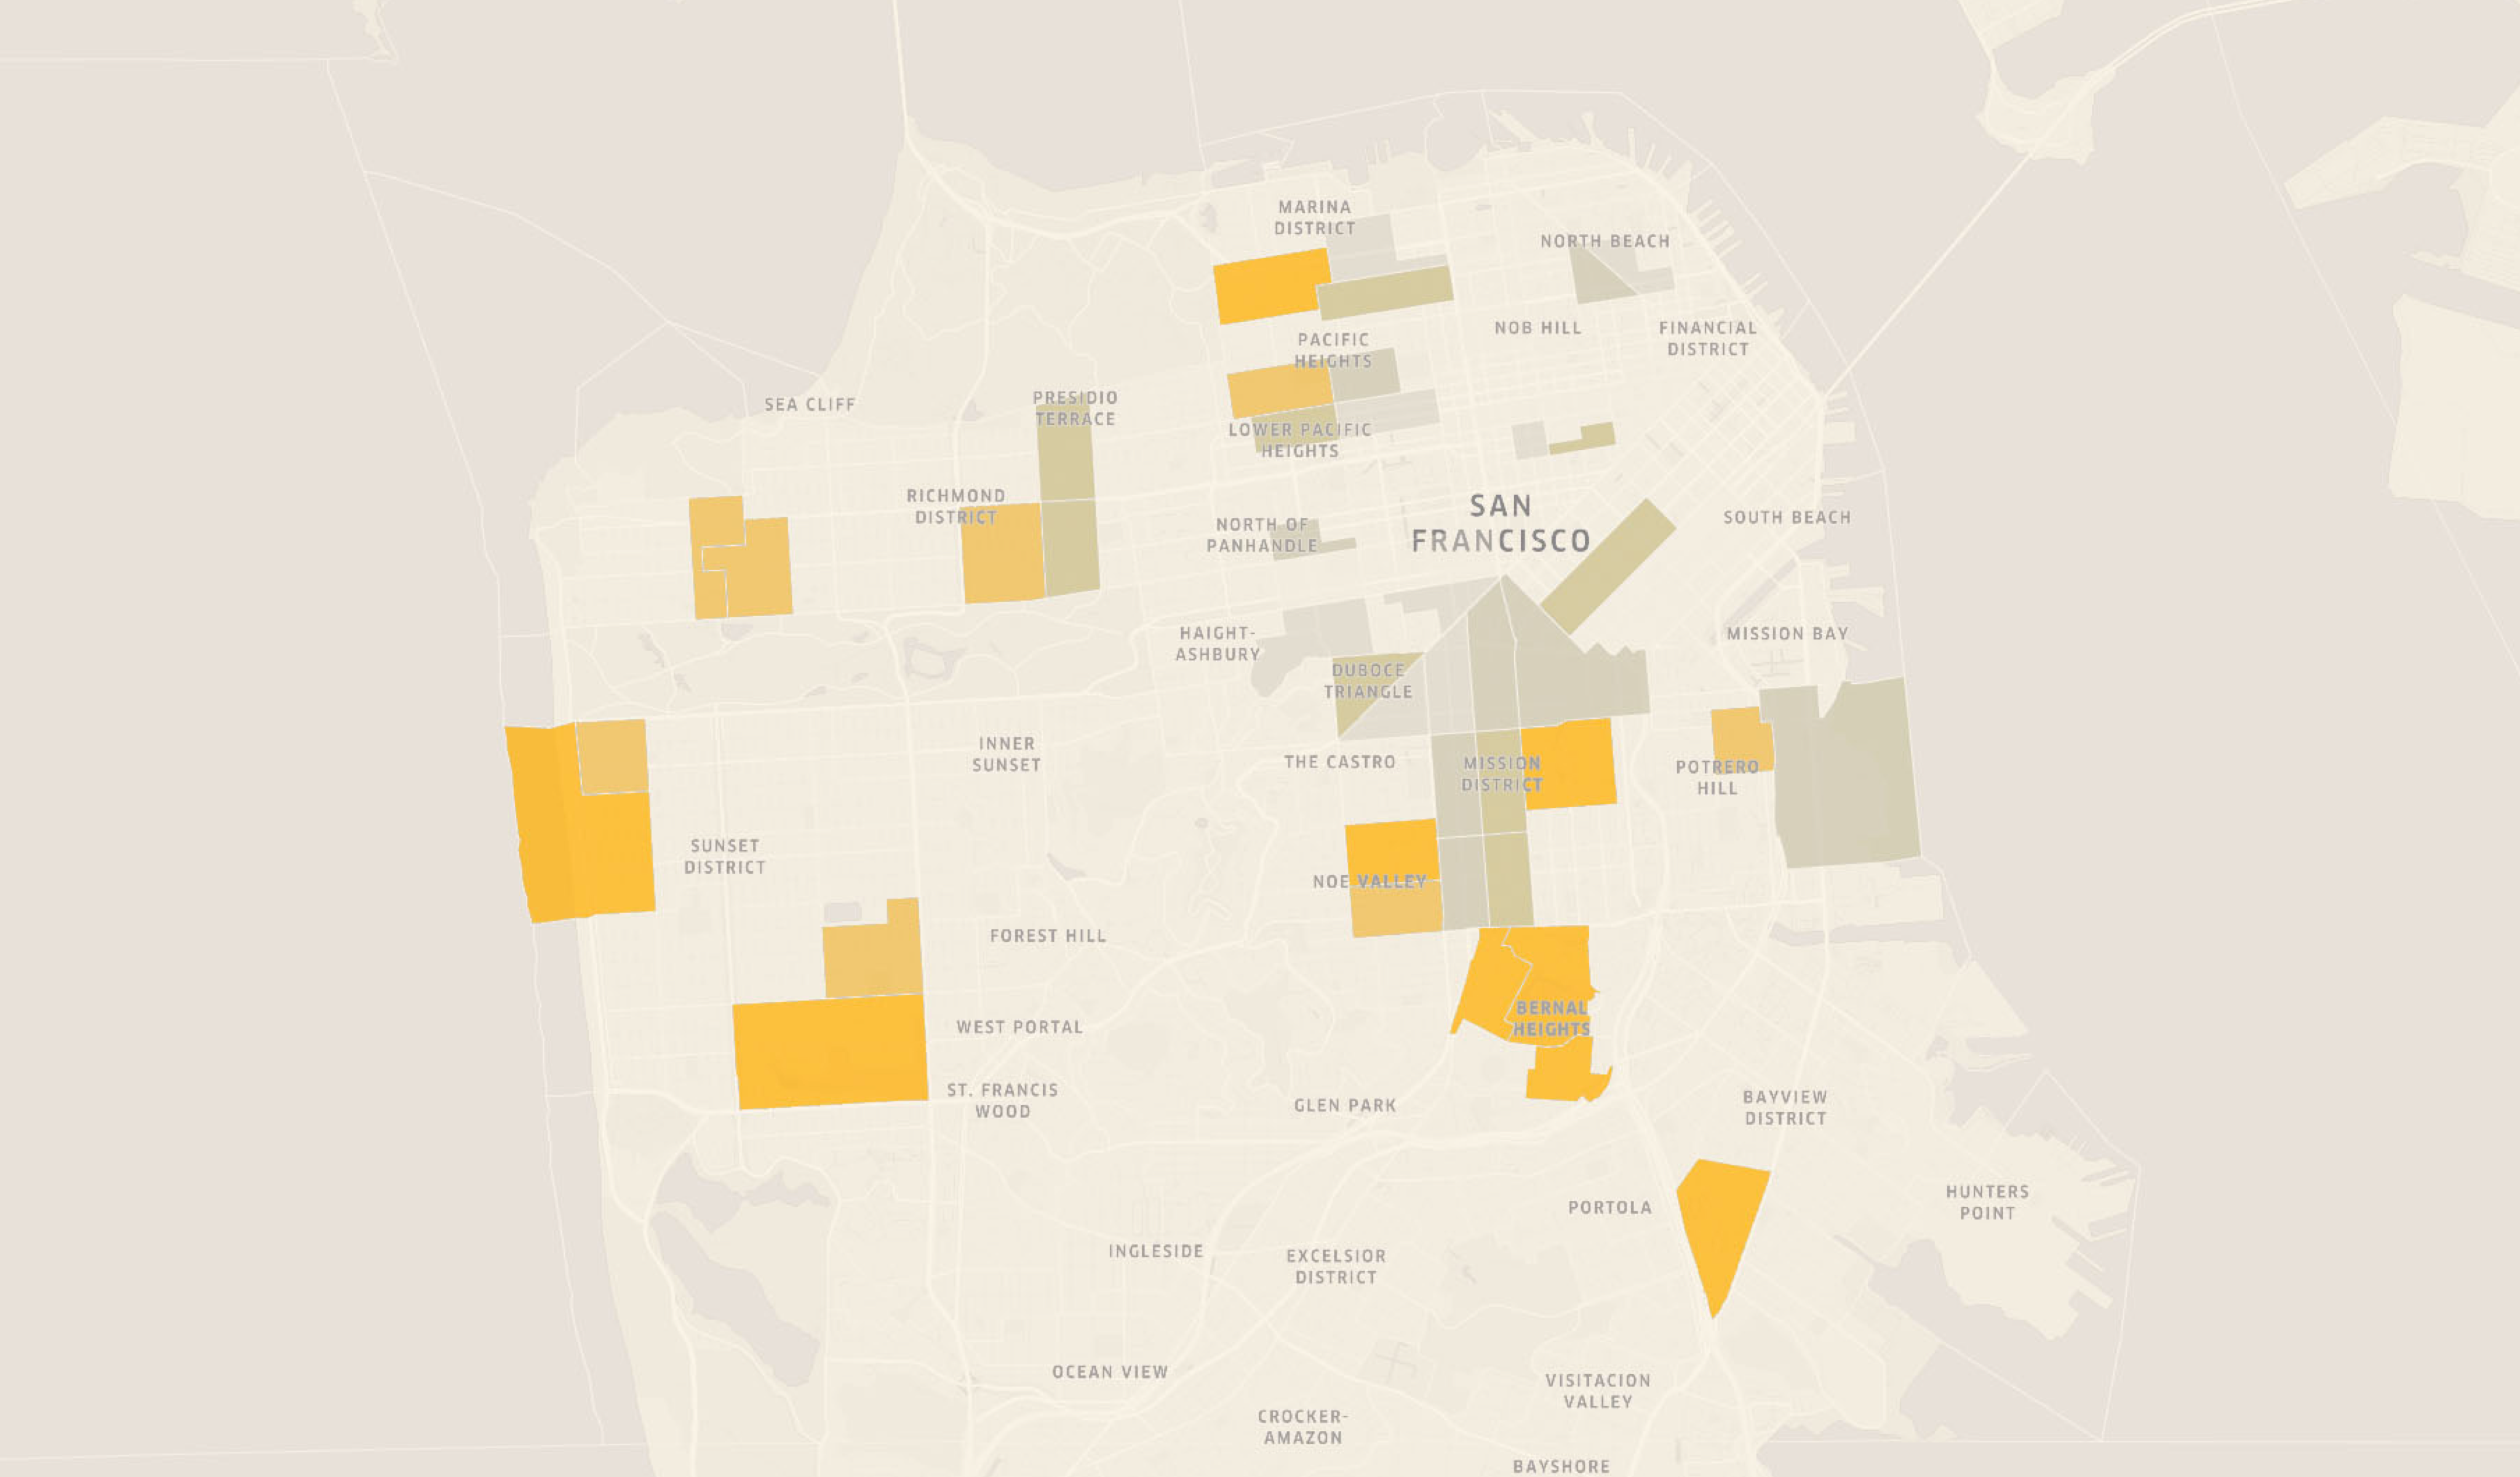 MARINA
DISTRICT
NORTH BEACH
NOB HILL
FINANCIAL
DISTRICT
PACIFIC
HEIGHTS
SEA CLIFF
PRESIDIO
TERRACE
LOWER PACIFIC
HEIGHTS
RICHMOND
DISTRICT
NORTH OF
PANHANDLE
SAN
FRANCISCO
SOUTH BEACH
HAIGHT-
ASHBURY
MISSION BAY
DUBOCE
TRIANGLE
INNER
SUNSET
THE CASTRO
MISSION
DISTRICT
POTRERO
HILL
SUNSET
DISTRICT
NOE VALLEY
FOREST HILL
WEST PORTAL
BERNAL
HEIGHTS
ST. FRANCIS
WOOD
GLEN PARK
BAYVIEW
DISTRICT
PORTOLA
HUNTERS
POINT
INGLESIDE
EXCELSIOR
DISTRICT
OCEAN VIEW
VISITACION
VALLEY
CROCKER-
AMAZON
BAYSHORE